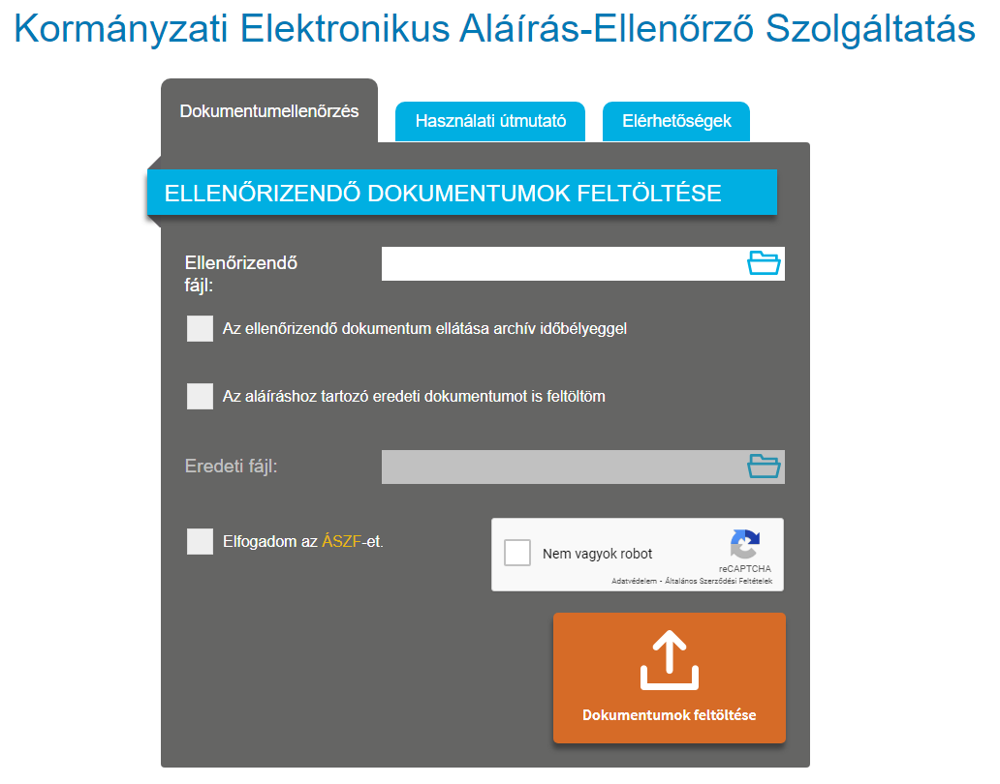 Kormányzati Elektronikus Aláírás-Ellenőrző Szolgáltatás
Dokumentumellenőrzés
Használati útmutató
Elérhetőségek
ELLENŐRIZENDŐ DOKUMENTUMOK FELTÖLTÉSE
Ellenőrizendő
fájl:
Az ellenőrizendő dokumentum ellátása archív időbélyeggel
Az aláíráshoz tartozó eredeti dokumentumot is feltöltöm
Eredeti fájl:
Elfogadom az ÁSZF-et.
Nem vagyok robot
reCAPTCHA
Adatvédelem - Általános Szerződési Feltételek
Dokumentumok feltöltése